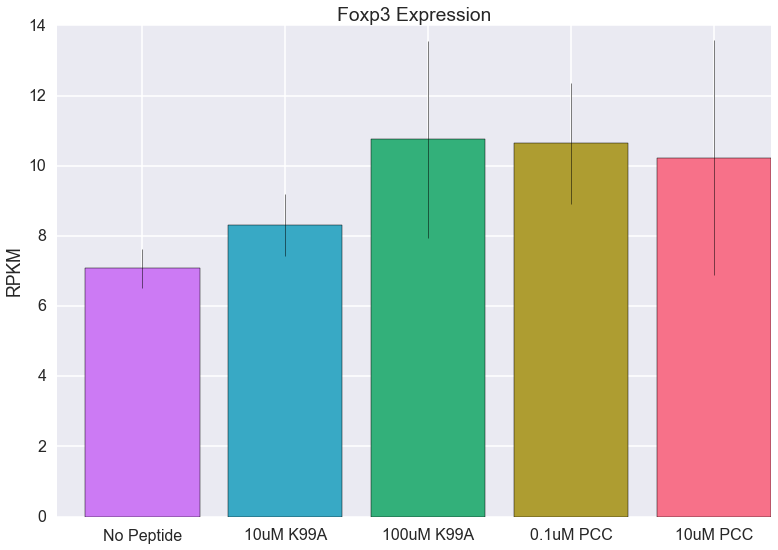 Foxp3 Expression
14
12
10
8
6
4
2
0
RPKM
No Peptide
10uM K99A
100uM K99A
0.1uM PCC
10uM PCC